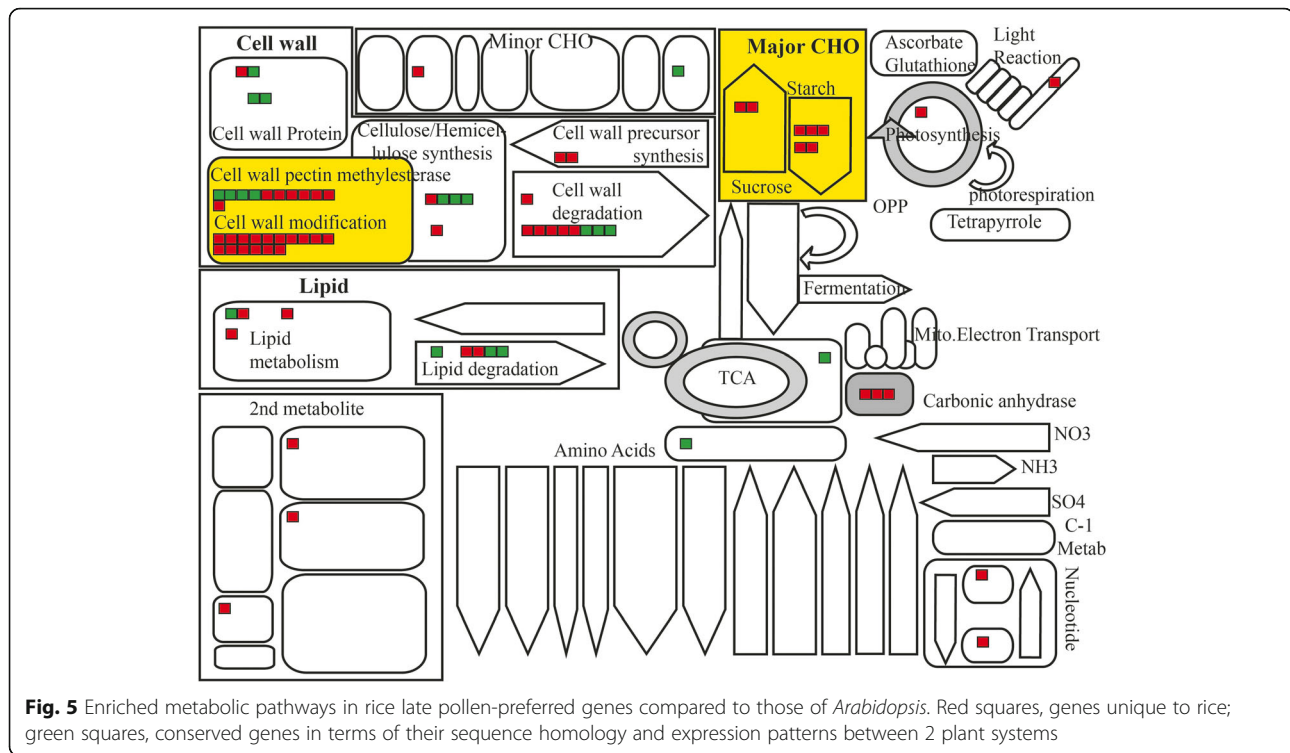 Cell wall
Minor CHO
Major CHO
Ascorbate
Glutathione
Light
Reaction
Cell wall Protein
Cellulose/Hemicel-
lulose synthesis
Cell wall precursor
synthesis
Starch
Sucrose
Photosynthesis
photorespiration
Cell wall pectin methylesterase
Cell wall modification
Cell wall
degradation
OPP
Tetrapyrrole
Lipid
Fermentation
Lipid
metabolism
Lipid degradation
Mito.Electron Transport
TCA
Carbonic anhydrase
2nd metabolite
Amino Acids
NO3
NH3
SO4
C-1
Metab
Nucleotide
Fig. 5 Enriched metabolic pathways in rice late pollen-preferred genes compared to those of Arabidopsis. Red squares, genes unique to rice;
green squares, conserved genes in terms of their sequence homology and expression patterns between 2 plant systems